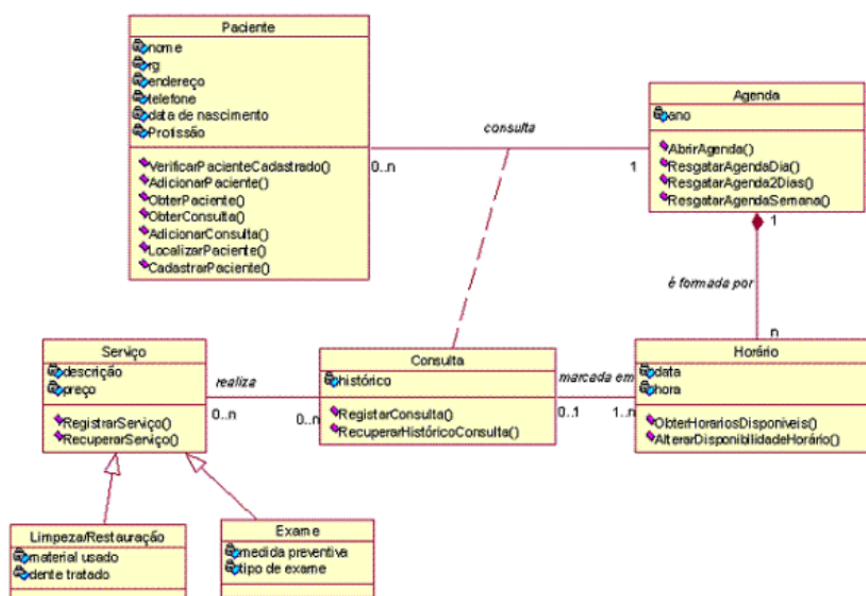 Paciente
nome
rg
endereço
telefone
data de nascimento
Profissão
VerificarPacienteCadastrado()
AdicionarPaciente()
ObterPaciente()
ObterConsulta()
AdicionarConsulta()
LocalizarPaciente()
CadastrarPaciente()
consulta
0..n
1
Agenda
ano
AbrirAgenda()
ResgatarAgendaDia()
ResgatarAgenda2Dias()
ResgatarAgendaSemana()
1
é formada por
n
Serviço
descrição
preço
RegistrarServiço()
RecuperarServiço()
realiza
0..n
0..n
Consulta
histórico
RegistarConsulta()
RecuperarHistóricoConsulta()
marcada em
0..1
1..n
Horário
data
hora
ObterHorariosDisponíveis()
AlterarDisponibilidadeHorário()
Limpeza/Restauração
material usado
dente tratado
Exame
medida preventiva
tipo de exame